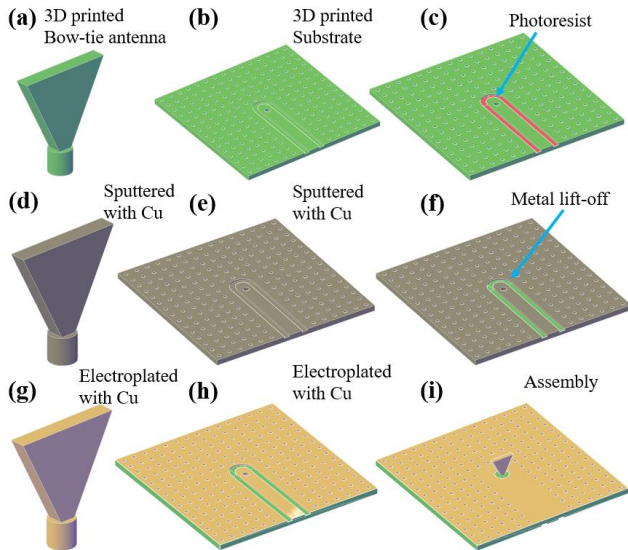 (a) 3D printed
Bow-tie antenna
(b) 3D printed
Substrate
(c) Photoresist
(d) Sputtered
with Cu
(e) Sputtered
with Cu
(f) Metal lift-off
(g) Electroplated
with Cu
(h) Electroplated
with Cu
(i) Assembly